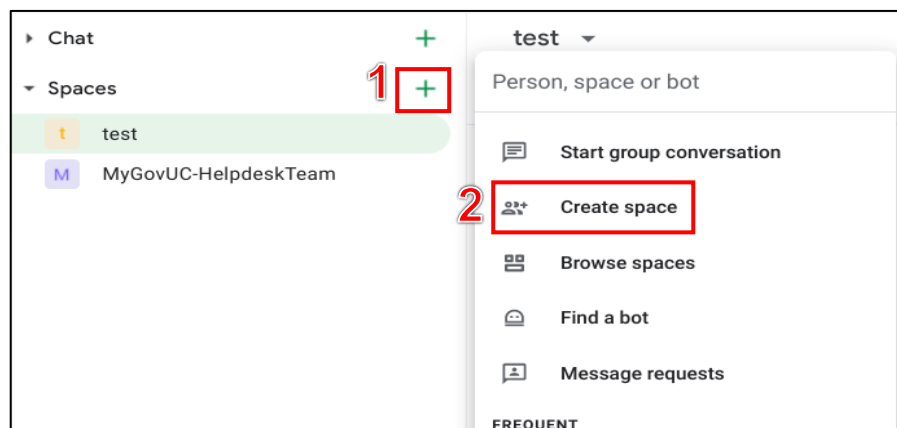 Chat
test
1
Spaces
Person, space or bot
t test
M MyGovUC-HelpdeskTeam
Start group conversation
2
Create space
Browse spaces
Find a bot
Message requests
FREQUENT